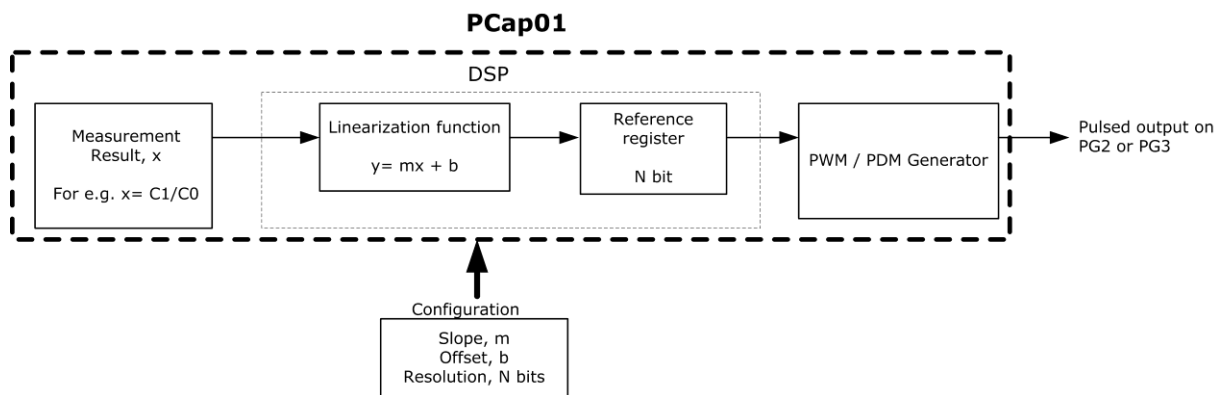 PCap01
DSP
Measurement
Result, x
For e.g. x= C1/C0
Linearization function
y= mx + b
Reference
register
N bit
PWM / PDM Generator
Pulsed output on
PG2 or PG3
Configuration
Slope, m
Offset, b
Resolution, N bits